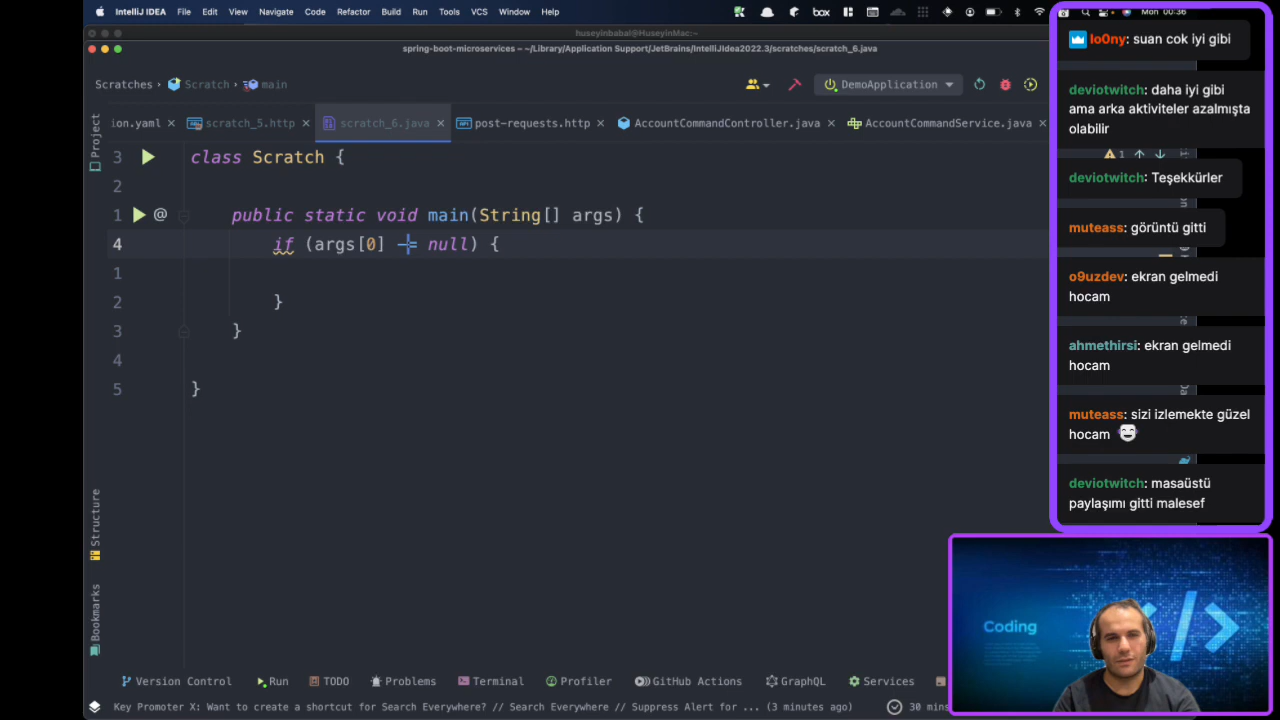 IntelliJ IDEA File Edit View Navigate Code Refactor Build Run Tools VCS Window Help box Mon 00:36
huseyinbabal@HuseyinMac:~
spring-boot-microservices – ~/Library/Application Support/JetBrains/IntelliJIdea2022.3/scratches/scratch_6.java
Scratches Scratch main DemoApplication
ion.yaml scratch_5.http scratch_6.java post-requests.http AccountCommandController.java AccountCommandService.java
Project
3 class Scratch {
2
1 @ public static void main(String[] args) {
4 if (args[0] null) {
1
2 }
3 }
4
5 }
1
Structure
Bookmarks
Version Control Run TODO Problems Terminal Profiler GitHub Actions GraphQL Services
Key Promoter X: Want to create a shortcut for Search Everywhere? // Search Everywhere // Suppress Alert for ... (3 minutes ago) 30 mins
lo0ny: suan cok iyi gibi
deviotwitch: daha iyi gibi
ama arka aktiviteler azalmışta
olabilir
deviotwitch: Teşekkürler
muteass: görüntü gitti
o9uzdev: ekran gelmedi
hocam
ahmethirsi: ekran gelmedi
hocam
muteass: sizi izlemekte güzel
hocam
deviotwitch: masaüstü
paylaşımı gitti malesef
Coding